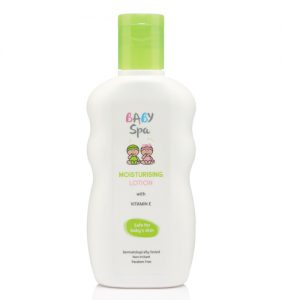 BABY
Spa
MOISTURISING
LOTION
with
VITAMIN E
Safe for
baby's skin
Dermatologically tested
Non-irritant
Paraben free